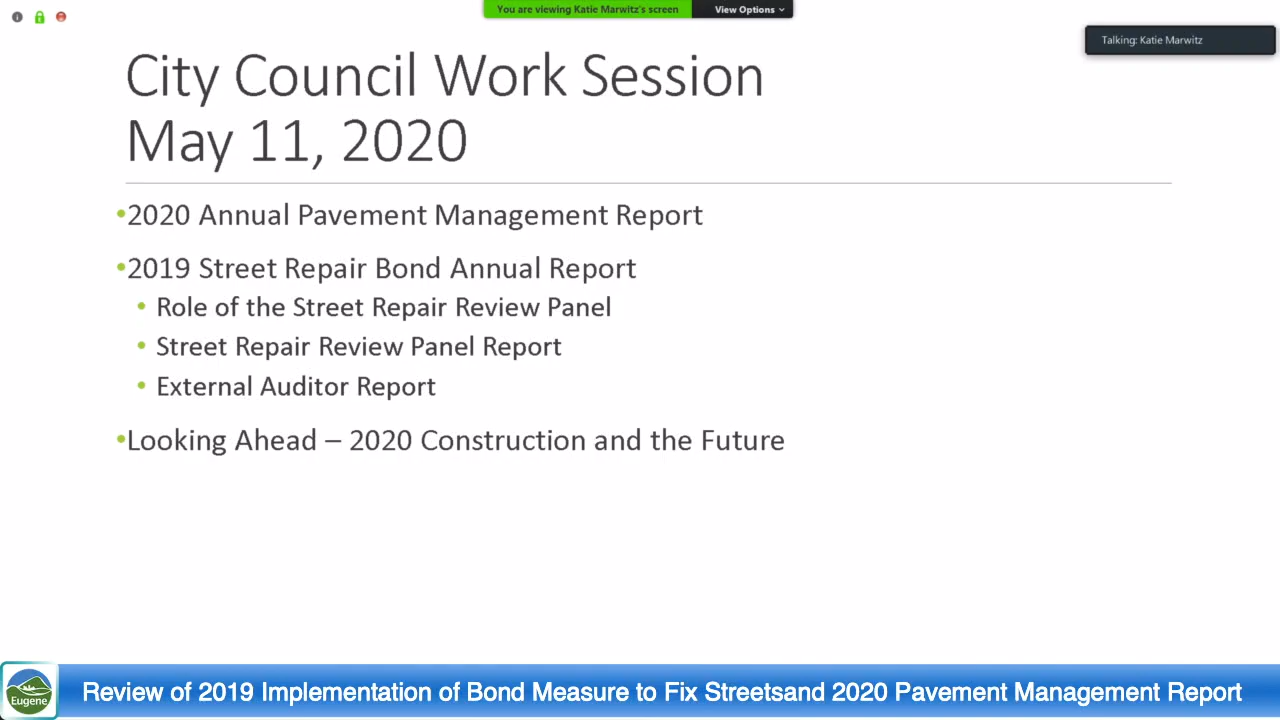 You are viewing Katie Marwitz's screen
View Options
Talking: Katie Marwitz
City Council Work Session
May 11, 2020
•2020 Annual Pavement Management Report
•2019 Street Repair Bond Annual Report
• Role of the Street Repair Review Panel
• Street Repair Review Panel Report
• External Auditor Report
•Looking Ahead – 2020 Construction and the Future
Eugene
Review of 2019 Implementation of Bond Measure to Fix Streetsand 2020 Pavement Management Report